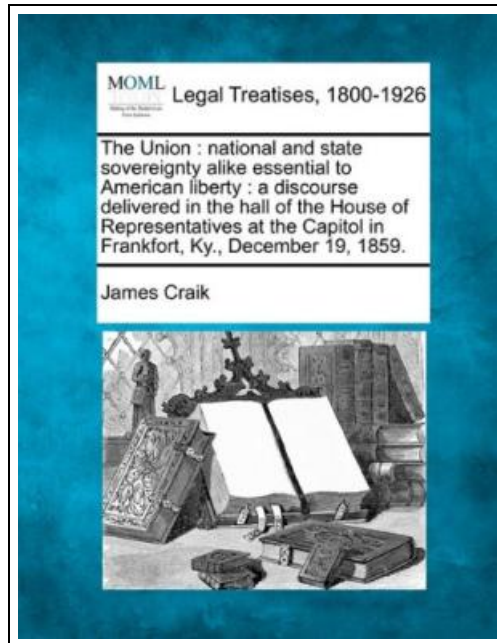 MOML
Legal Treatises, 1800-1926
The Union : national and state
sovereignty alike essential to
American liberty : a discourse
delivered in the hall of the House of
Representatives at the Capitol in
Frankfort, Ky., December 19, 1859.
James Craik